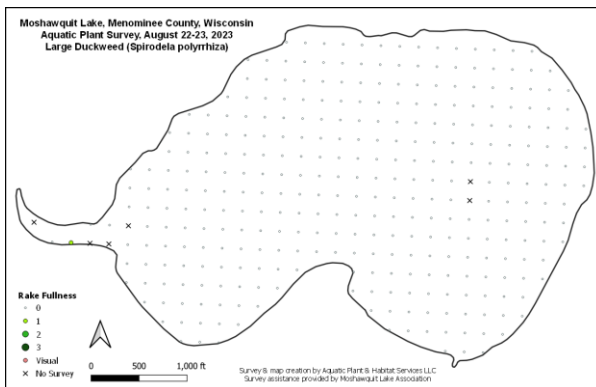 Moshawquit Lake, Menominee County, Wisconsin
Aquatic Plant Survey, August 22-23, 2023
Large Duckweed (Spirodela polyrrhiza)
Rake Fullness
0
1
2
3
Visual
No Survey
0 500 1,000 ft
Survey & map creation by Aquatic Plant & Habitat Services LLC
Survey assistance provided by Moshawquit Lake Association